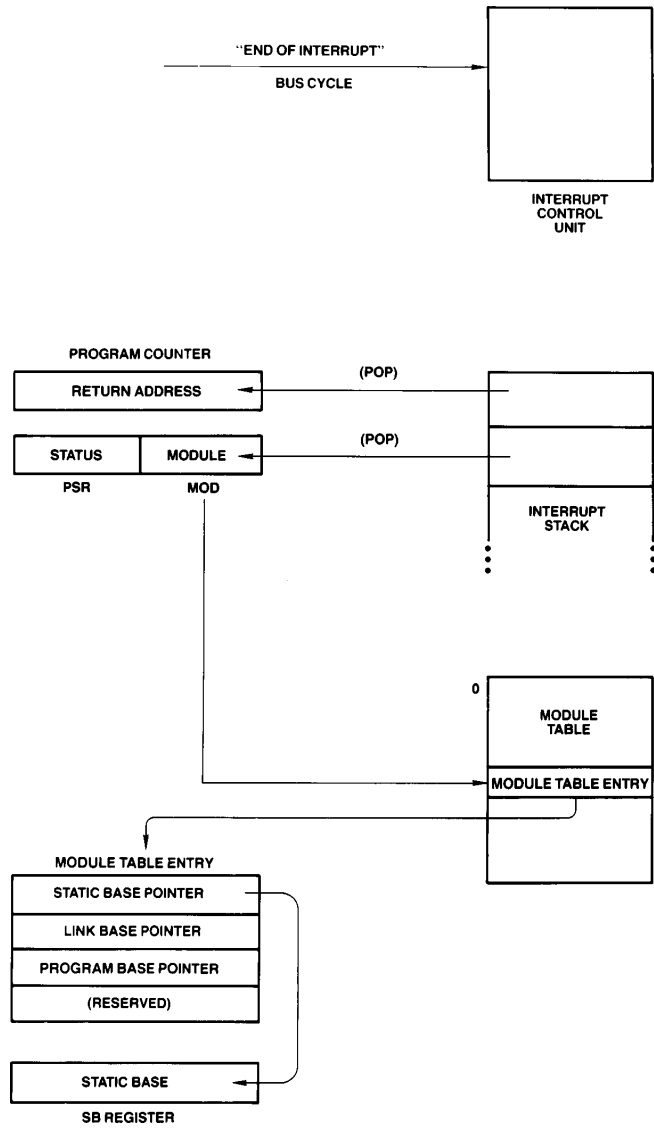 "END OF INTERRUPT"
BUS CYCLE
INTERRUPT
CONTROL
UNIT
PROGRAM COUNTER
RETURN ADDRESS
(POP)
STATUS
MODULE
(POP)
PSR
MOD
INTERRUPT
STACK
0
MODULE
TABLE
MODULE TABLE ENTRY
MODULE TABLE ENTRY
STATIC BASE POINTER
LINK BASE POINTER
PROGRAM BASE POINTER
(RESERVED)
STATIC BASE
SB REGISTER